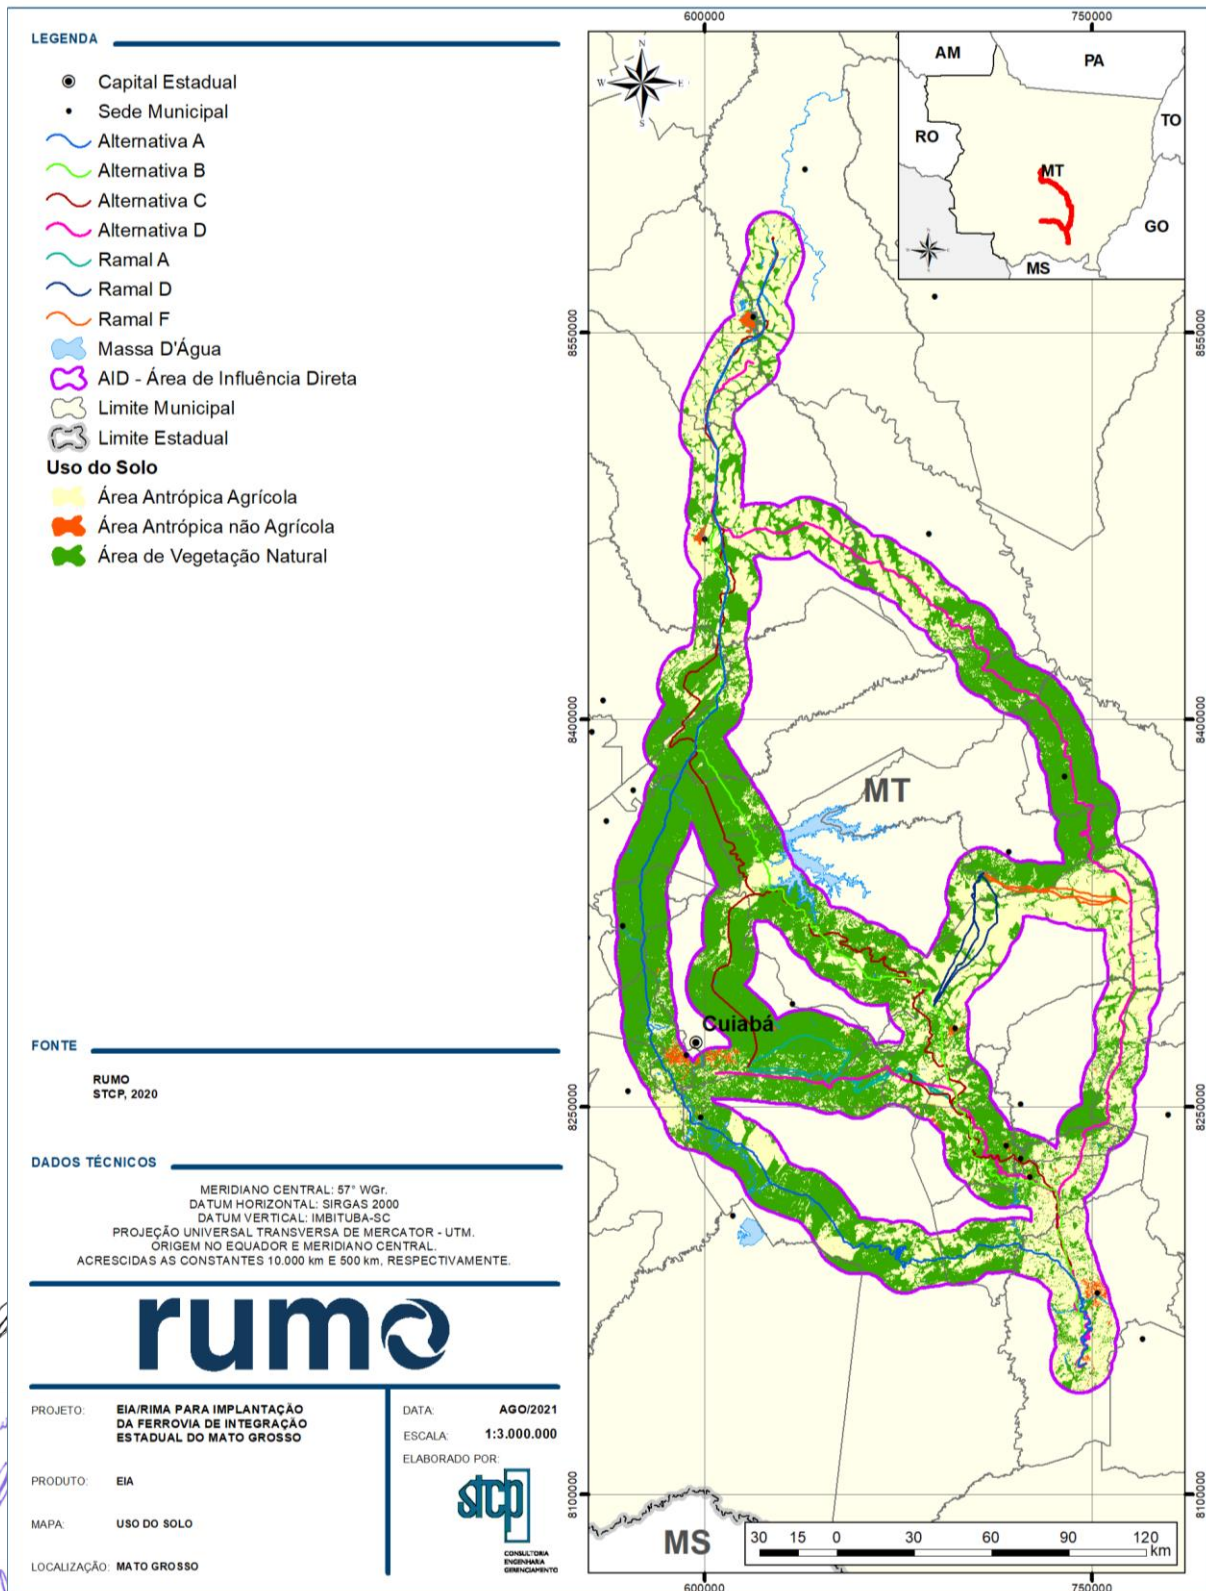 LEGENDA
Capital Estadual
Sede Municipal
Alternativa A
Alternativa B
Alternativa C
Alternativa D
Ramal A
Ramal D
Ramal F
Massa D'Água
AID - Área de Influência Direta
Limite Municipal
Limite Estadual
Uso do Solo
Área Antrópica Agrícola
Área Antrópica não Agrícola
Área de Vegetação Natural
FONTE
RUMO
STCP, 2020
DADOS TÉCNICOS
MERIDIANO CENTRAL: 57° WGr.
DATUM HORIZONTAL: SIRGAS 2000
DATUM VERTICAL: IMBITUBA-SC
PROJEÇÃO UNIVERSAL TRANSVERSA DE MERCATOR - UTM.
ORIGEM NO EQUADOR E MERIDIANO CENTRAL.
ACRESCIDAS AS CONSTANTES 10.000 km E 500 km, RESPECTIVAMENTE.
rumo
PROJETO: EIA/RIMA PARA IMPLANTAÇÃO
DA FERROVIA DE INTEGRAÇÃO
ESTADUAL DO MATO GROSSO
PRODUTO: EIA
MAPA: USO DO SOLO
LOCALIZAÇÃO: MATO GROSSO
DATA: AGO/2021
ESCALA: 1:3.000.000
ELABORADO POR:
stcp
CONSULTORIA
ENGENHARIA
GERENCIAMENTO
600000
750000
N
W
E
S
AM
PA
RO
TO
MT
GO
MS
8550000
8550000
8400000
8400000
MT
Cuiabá
8250000
8250000
8100000
8100000
MS
30 15 0 30 60 90 120
km
600000
750000